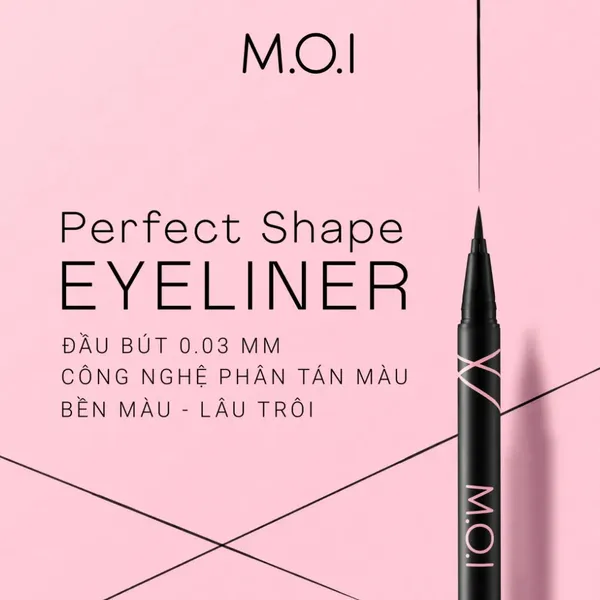 M.O.I
Perfect Shape
EYELINER
ĐẦU BÚT 0.03 MM
CÔNG NGHỆ PHÂN TÁN MÀU
BỀN MÀU - LÂU TRÔI
M.O.I